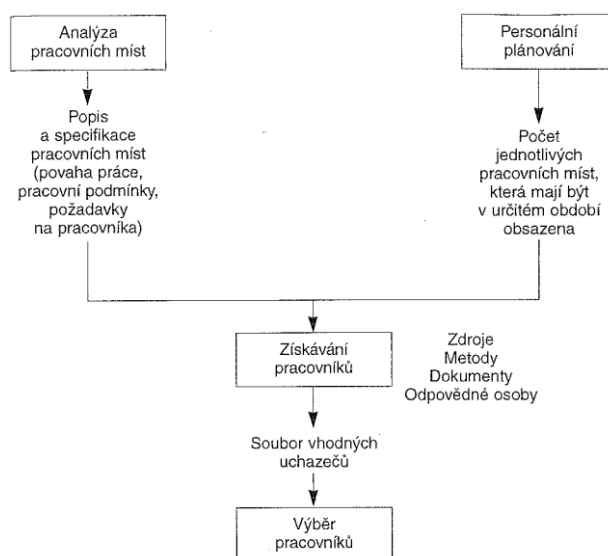 Analýza
pracovních míst
Personální
plánování
Popis
a specifikace
pracovních míst
(povaha práce,
pracovní podmínky,
požadavky
na pracovníka)
Počet
jednotlivých
pracovních míst,
která mají být
v určitém období
obsazena
Získávání
pracovníků
Zdroje
Metody
Dokumenty
Odpovědné osoby
Soubor vhodných
uchazečů
Výběr
pracovníků